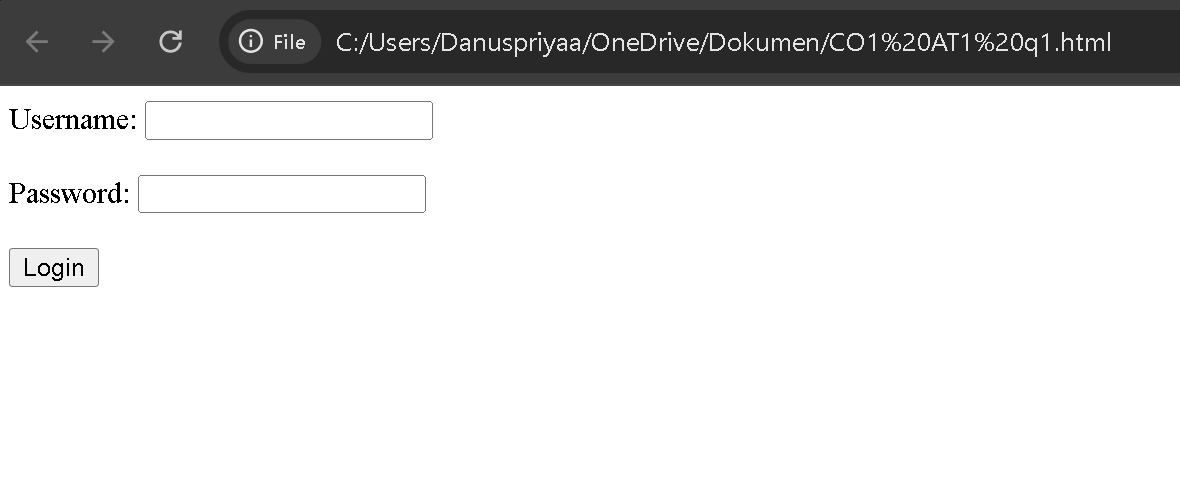 File C:/Users/Danuspriyaa/OneDrive/Dokumen/CO1%20AT1%20q1.html
Username:
Password:
Login